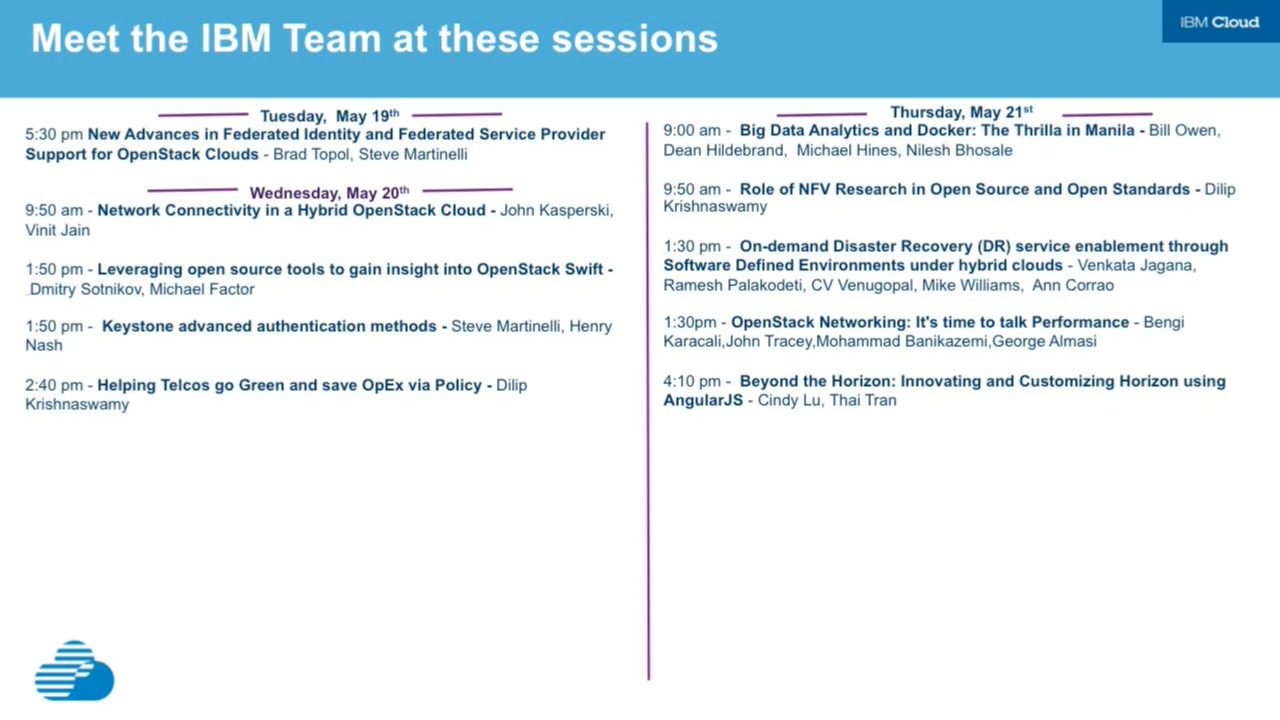 Meet the IBM Team at these sessions
IBM Cloud
Tuesday, May 19th
5:30 pm New Advances in Federated Identity and Federated Service Provider
Support for OpenStack Clouds - Brad Topol, Steve Martinelli
Wednesday, May 20th
9:50 am - Network Connectivity in a Hybrid OpenStack Cloud - John Kasperski,
Vinit Jain
1:50 pm - Leveraging open source tools to gain insight into OpenStack Swift -
Dmitry Sotnikov, Michael Factor
1:50 pm - Keystone advanced authentication methods - Steve Martinelli, Henry
Nash
2:40 pm - Helping Telcos go Green and save OpEx via Policy - Dilip
Krishnaswamy
Thursday, May 21st
9:00 am - Big Data Analytics and Docker: The Thrilla in Manila - Bill Owen,
Dean Hildebrand, Michael Hines, Nilesh Bhosale
9:50 am - Role of NFV Research in Open Source and Open Standards - Dilip
Krishnaswamy
1:30 pm - On-demand Disaster Recovery (DR) service enablement through
Software Defined Environments under hybrid clouds - Venkata Jagana,
Ramesh Palakodeti, CV Venugopal, Mike Williams, Ann Corrao
1:30pm - OpenStack Networking: It's time to talk Performance - Bengi
Karacali,John Tracey,Mohammad Banikazemi,George Almasi
4:10 pm - Beyond the Horizon: Innovating and Customizing Horizon using
AngularJS - Cindy Lu, Thai Tran